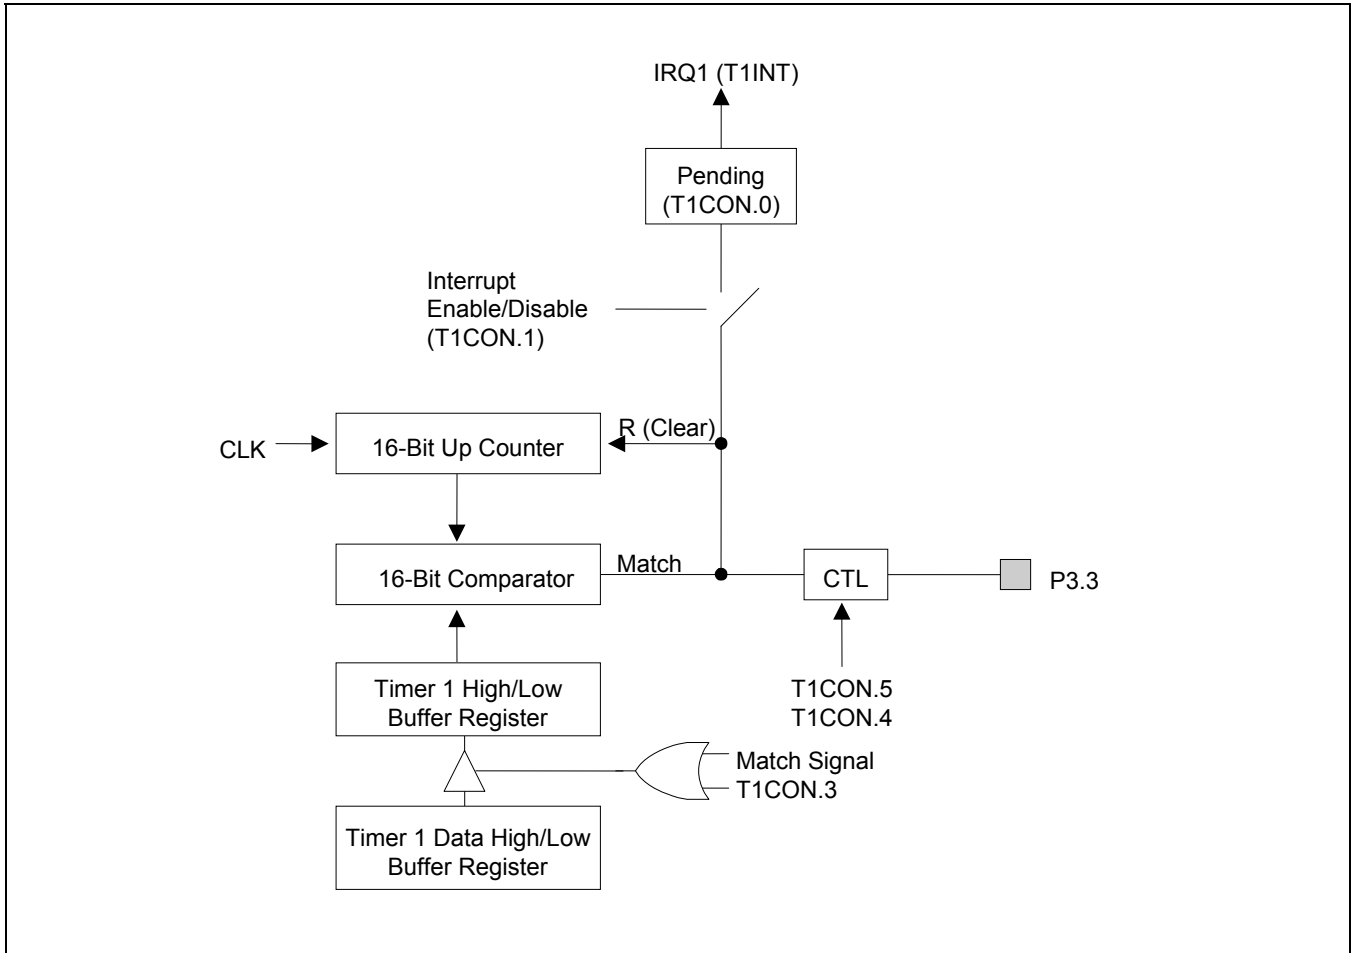 IRQ1 (T1INT)
Pending
(T1CON.0)
Interrupt
Enable/Disable
(T1CON.1)
R (Clear)
CLK
16-Bit Up Counter
Match
16-Bit Comparator
CTL
P3.3
Timer 1 High/Low
Buffer Register
T1CON.5
T1CON.4
Match Signal
T1CON.3
Timer 1 Data High/Low
Buffer Register